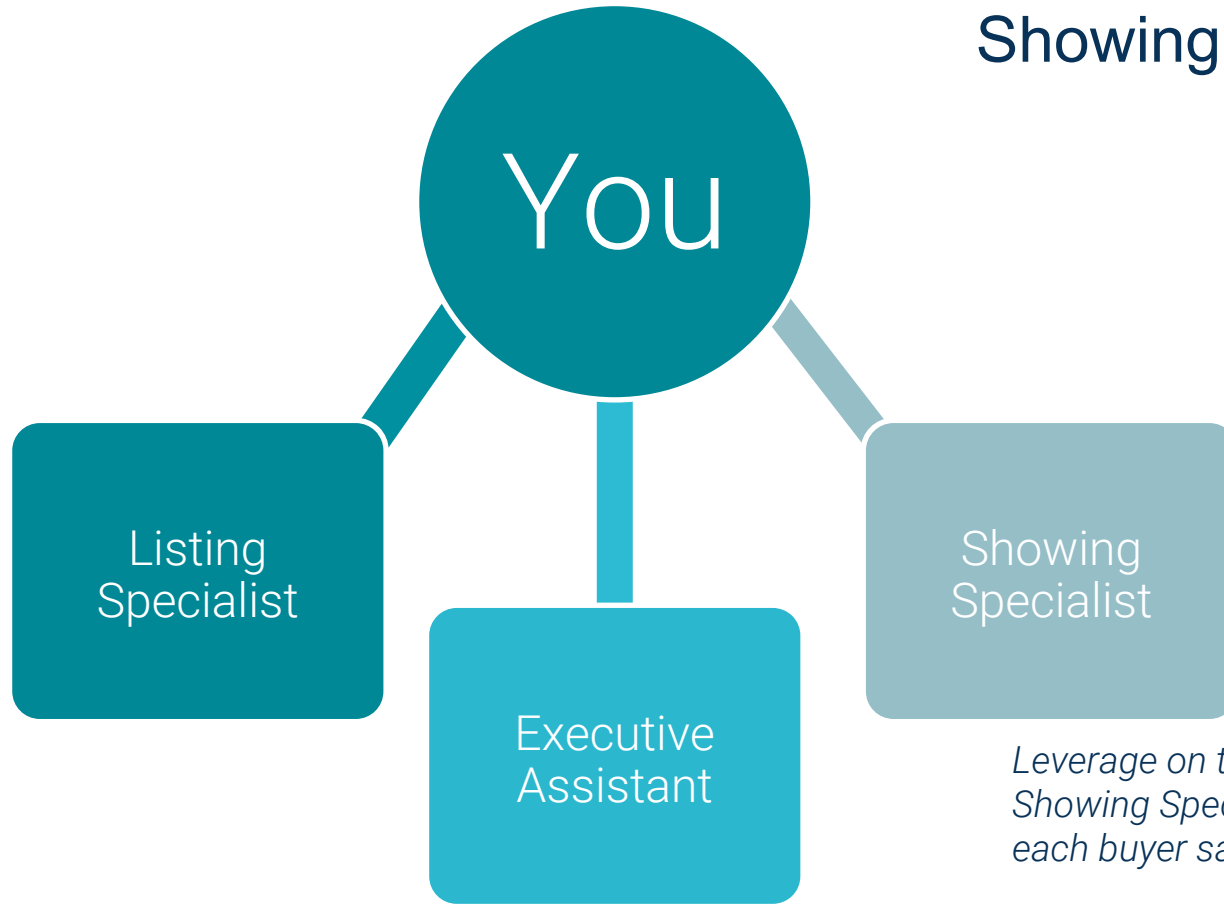 Showing
You
Listing
Specialist
Showing
Specialist
Executive
Assistant
Leverage on t
Showing Spec
each buyer sa